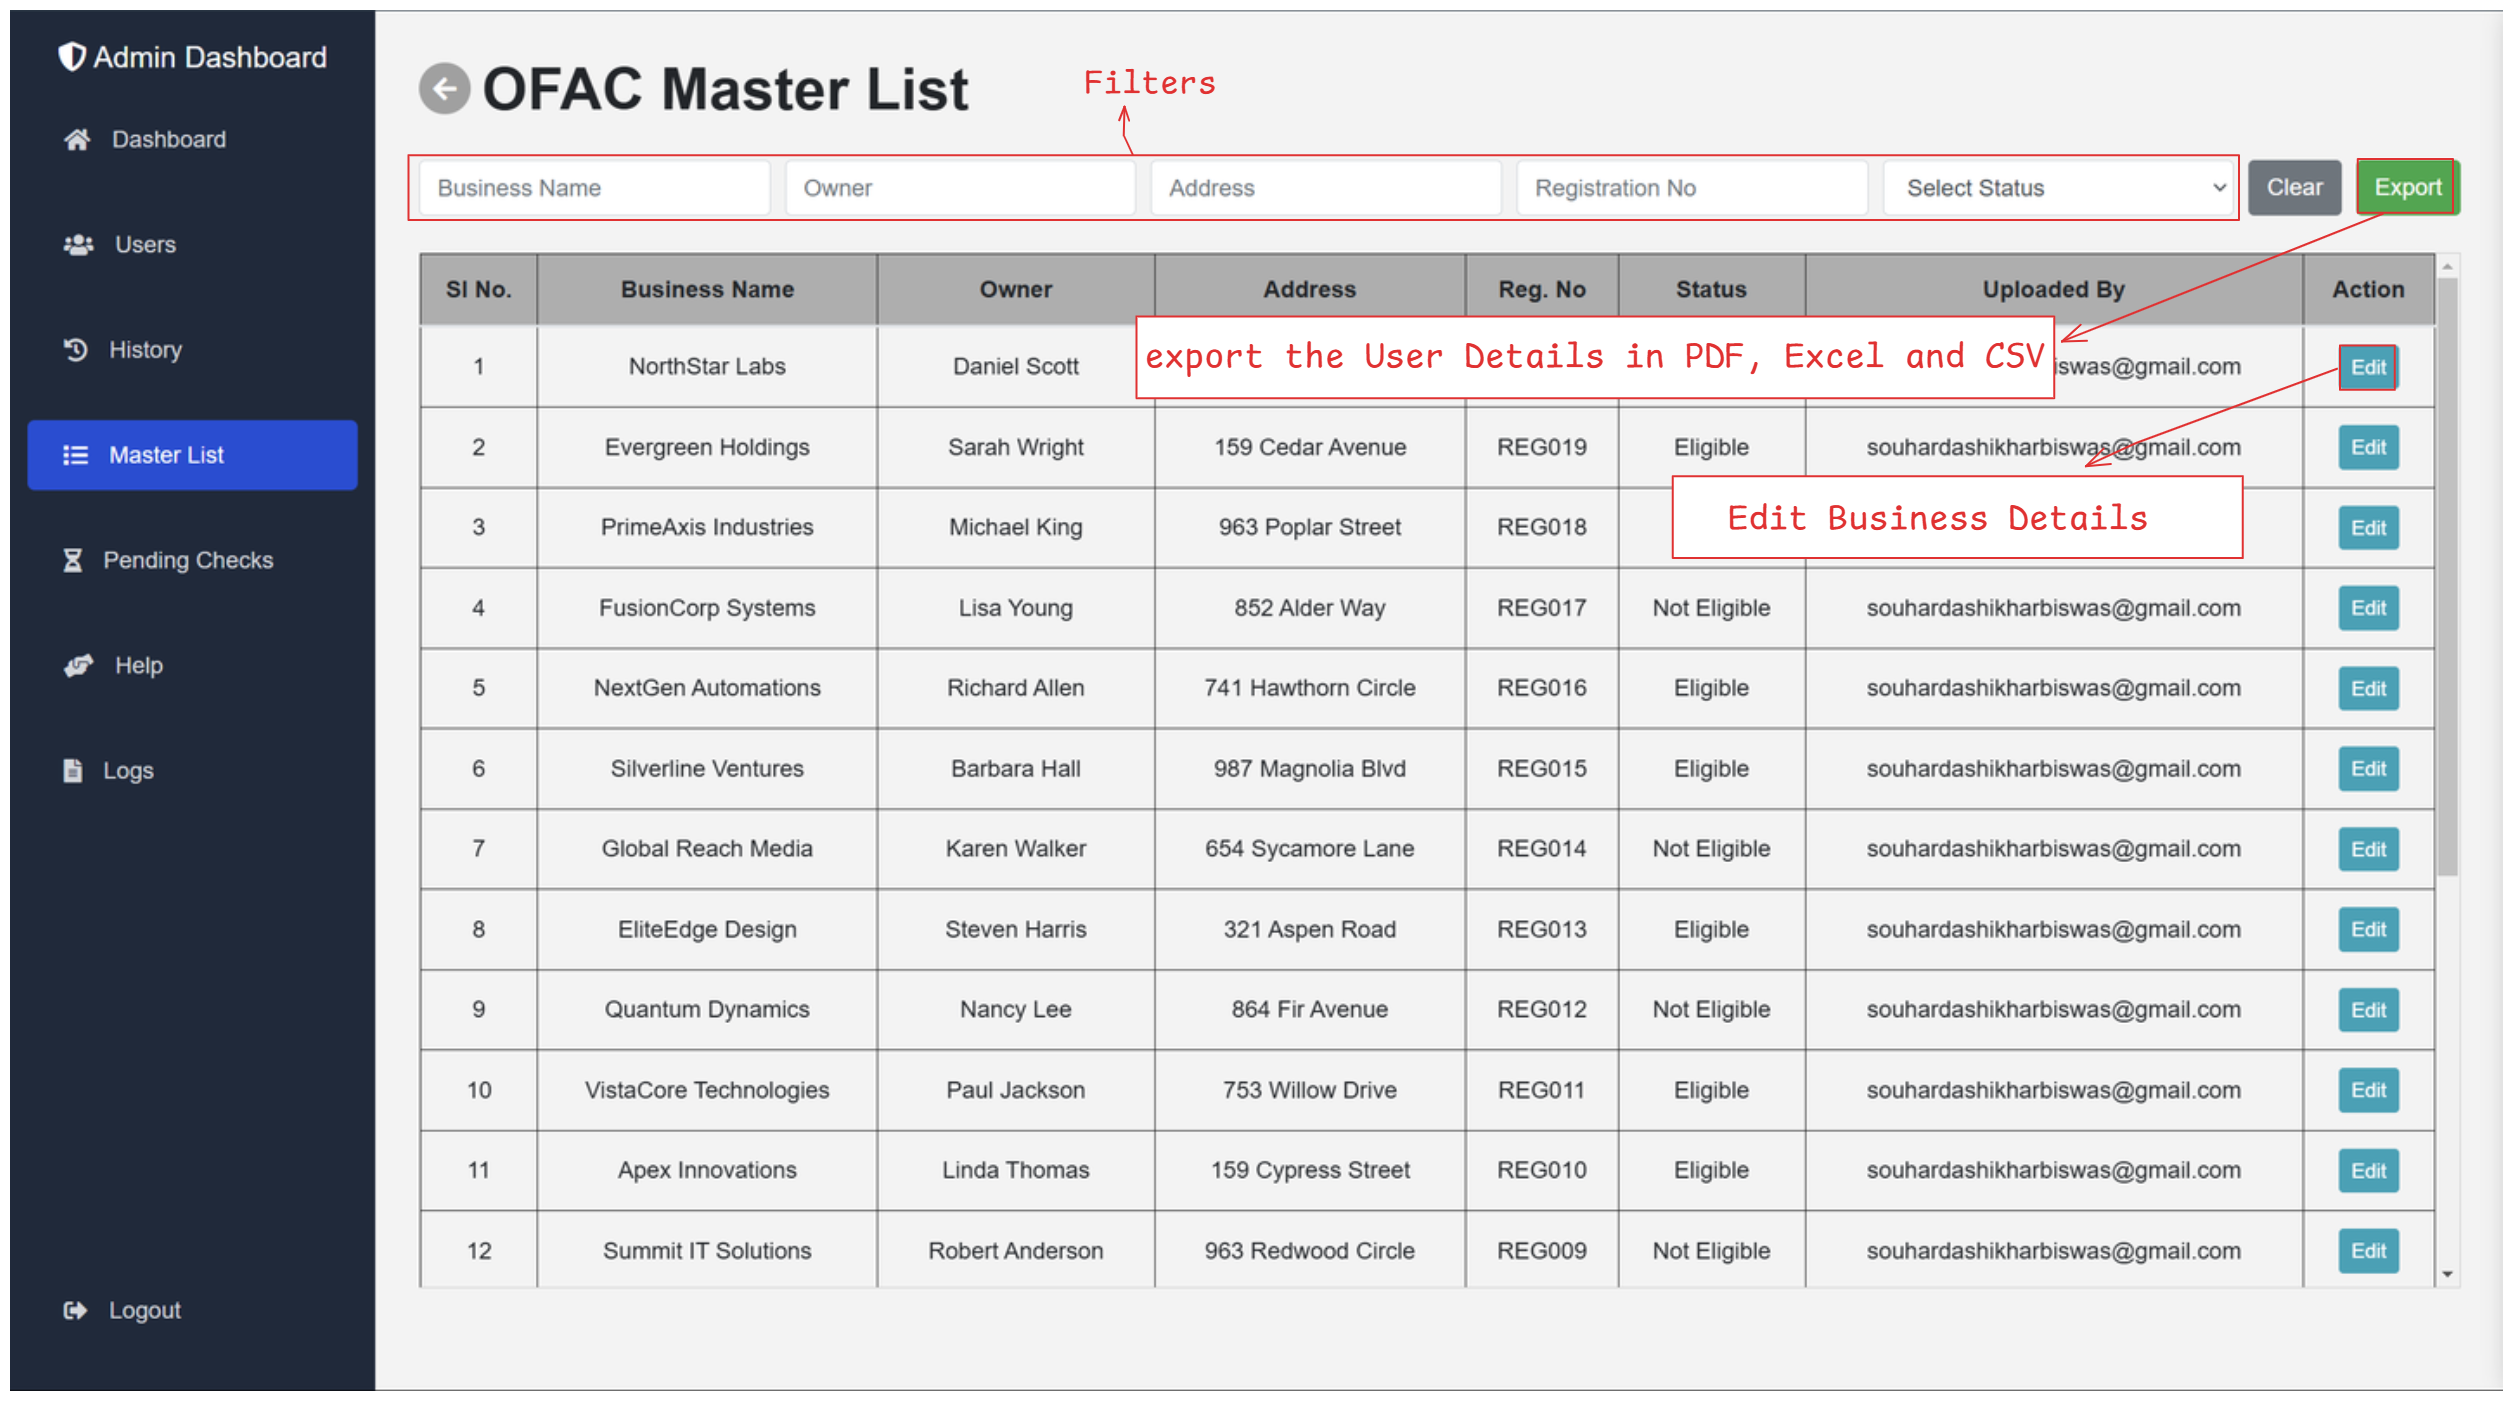 Admin Dashboard
Dashboard
Users
History
Master List
Pending Checks
Help
Logs
Logout
OFAC Master List
Filters
Business Name Owner Address Registration No Select Status Clear Export
Sl No. Business Name Owner Address Reg. No Status Uploaded By Action
1 NorthStar Labs Daniel Scott iswas@gmail.com Edit
export the User Details in PDF, Excel and CSV
2 Evergreen Holdings Sarah Wright 159 Cedar Avenue REG019 Eligible souhardashikharbiswas@gmail.com Edit
3 PrimeAxis Industries Michael King 963 Poplar Street REG018 Edit
Edit Business Details
4 FusionCorp Systems Lisa Young 852 Alder Way REG017 Not Eligible souhardashikharbiswas@gmail.com Edit
5 NextGen Automations Richard Allen 741 Hawthorn Circle REG016 Eligible souhardashikharbiswas@gmail.com Edit
6 Silverline Ventures Barbara Hall 987 Magnolia Blvd REG015 Eligible souhardashikharbiswas@gmail.com Edit
7 Global Reach Media Karen Walker 654 Sycamore Lane REG014 Not Eligible souhardashikharbiswas@gmail.com Edit
8 EliteEdge Design Steven Harris 321 Aspen Road REG013 Eligible souhardashikharbiswas@gmail.com Edit
9 Quantum Dynamics Nancy Lee 864 Fir Avenue REG012 Not Eligible souhardashikharbiswas@gmail.com Edit
10 VistaCore Technologies Paul Jackson 753 Willow Drive REG011 Eligible souhardashikharbiswas@gmail.com Edit
11 Apex Innovations Linda Thomas 159 Cypress Street REG010 Eligible souhardashikharbiswas@gmail.com Edit
12 Summit IT Solutions Robert Anderson 963 Redwood Circle REG009 Not Eligible souhardashikharbiswas@gmail.com Edit